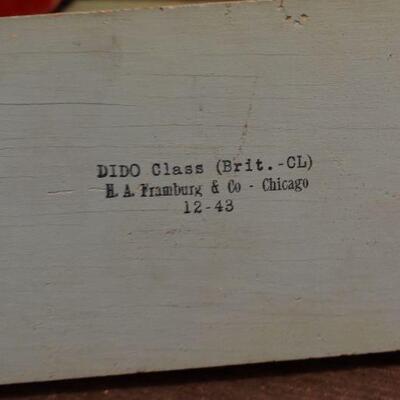 DIDO Class (Brit.-CL)
H. A. Framburg & Co - Chicago
12-43